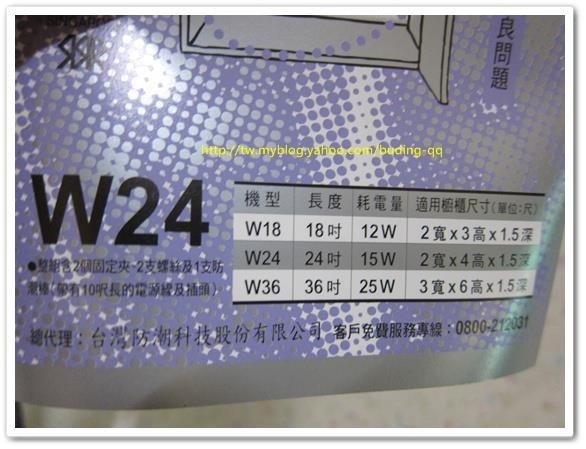 良問題
http://tw.myblog.yahoo.com/buding-qq
W24
機型 長度 耗電量 適用櫥櫃尺寸(單位:尺)
W18 18吋 12W 2寬x3高x1.5深
W24 24吋 15W 2寬x4高x1.5深
W36 36吋 25W 3寬x6高x1.5深
●整組含2個固定夾~2支螺絲及1支防
潮棒(帶有10呎長的電源線及插頭)
總代理：台灣防潮科技股份有限公司 客戶免費服務專線：0800-212031